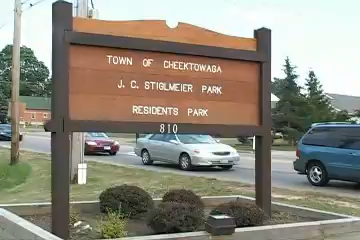 TOWN OF CHEEKTOWAGA
J. C. STIGLMEIER PARK
RESIDENTS PARK
810